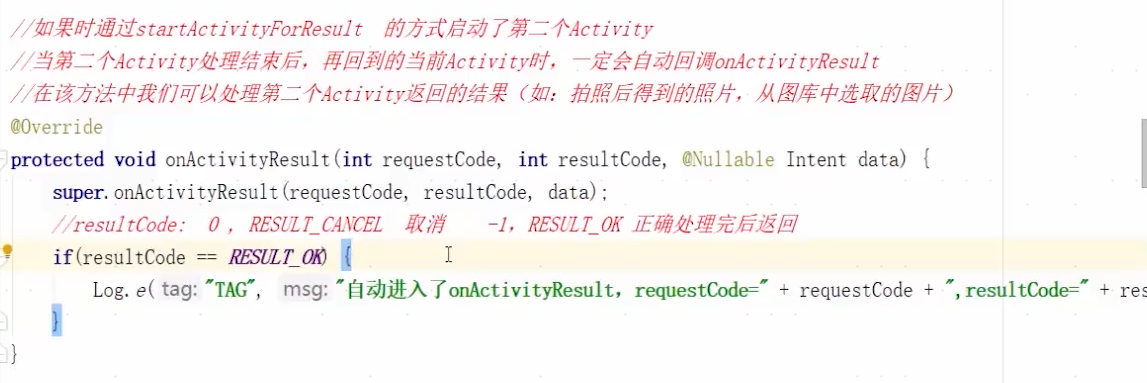 //如果时通过startActivityForResult 的方式启动了第二个Activity
//当第二个Activity处理结束后，再回到的当前Activity时，一定会自动回调onActivityResult
//在该方法中我们可以处理第二个Activity返回的结果（如：拍照后得到的照片，从图库中选取的图片）
@Override
protected void onActivityResult(int requestCode, int resultCode, @Nullable Intent data) {
super.onActivityResult(requestCode, resultCode, data);
//resultCode: 0 , RESULT_CANCEL 取消 -1，RESULT_OK 正确处理完后返回
if(resultCode == RESULT_OK) {
Log.e( tag: "TAG", msg: "自动进入了onActivityResult，requestCode=" + requestCode + ",resultCode=" + res
}
}